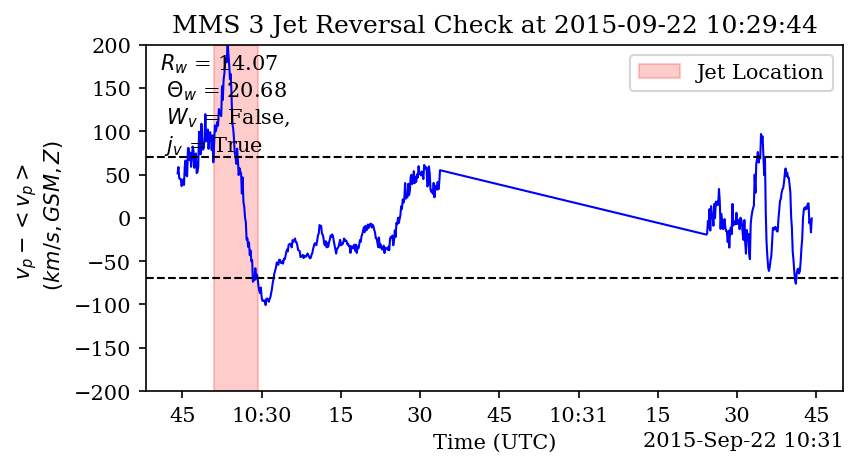 MMS 3 Jet Reversal Check at 2015-09-22 10:29:44
R_w = 14.07
Θ_w = 20.68
W_v = False,
j_v = True
Jet Location
200
150
100
50
0
−50
−100
−150
−200
v_p − < v_p >
(km/s, GSM, Z)
45 10:30 15 30 45 10:31 15 30 45
Time (UTC)
2015-Sep-22 10:31